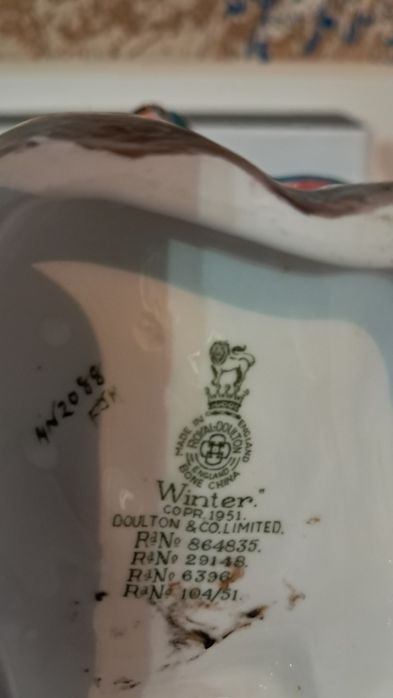 HN2088
MADE IN ENGLAND
ROYAL·DOULTON
ENGLAND
BONE CHINA
"Winter."
COPR.1951.
DOULTON & CO.LIMITED.
RdNo 864835.
RdNo 29148.
RdNo 6396.
RdNo 104/51.